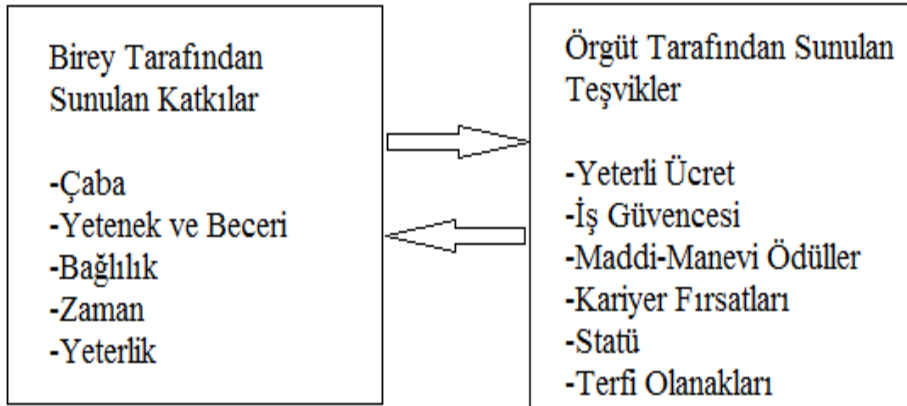 Birey Tarafından
Sunulan Katkılar
-Çaba
-Yetenek ve Beceri
-Bağlılık
-Zaman
-Yeterlik
Örgüt Tarafından Sunulan
Teşvikler
-Yeterli Ücret
-İş Güvencesi
-Maddi-Manevi Ödüller
-Kariyer Fırsatları
-Statü
-Terfi Olanakları